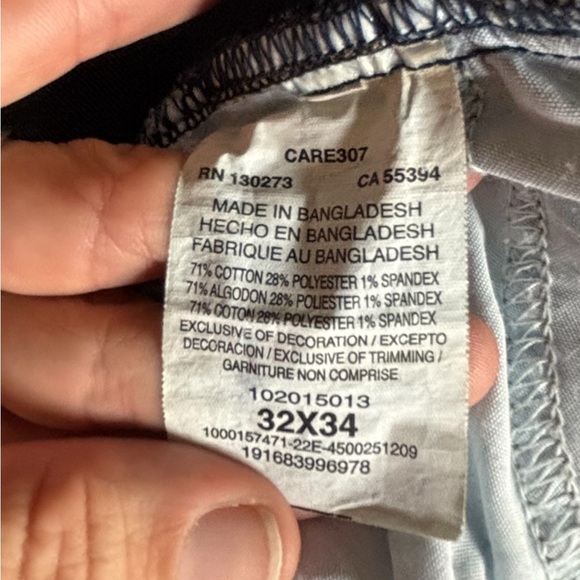 CARE307
RN 130273 CA 55394
MADE IN BANGLADESH
HECHO EN BANGLADESH
FABRIQUE AU BANGLADESH
71% COTTON 28% POLYESTER 1% SPANDEX
71% ALGODON 28% POLIESTER 1% SPANDEX
71% COTON 28% POLYESTER 1% SPANDEX
EXCLUSIVE OF DECORATION / EXCEPTO
DECORACION / EXCLUSIVE OF TRIMMING /
GARNITURE NON COMPRISE
102015013
32X34
1000157471-22E-4500251209
191683996978